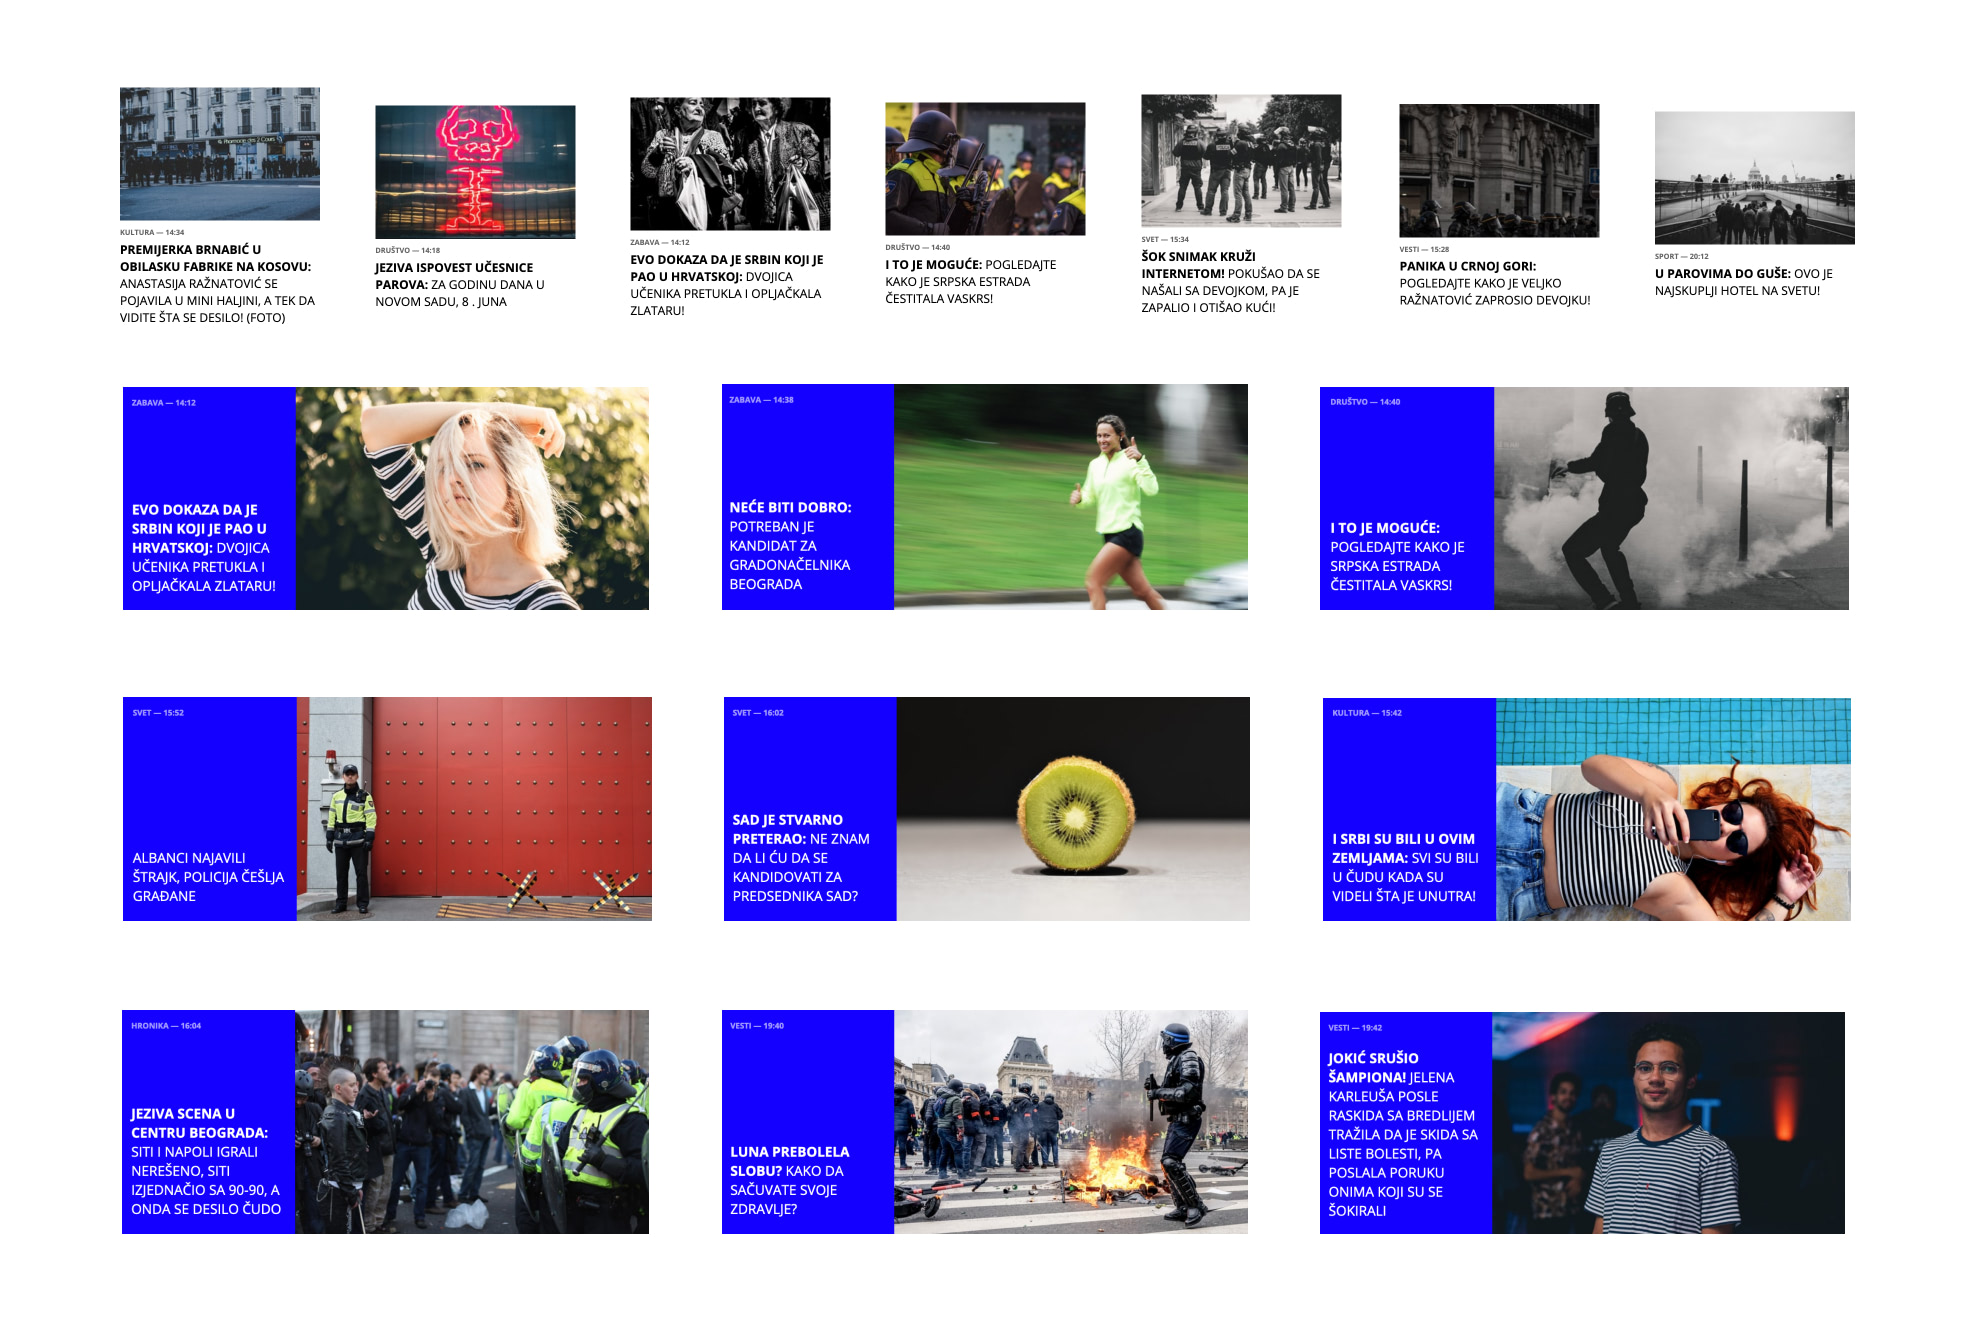 KULTURA — 14:34
PREMIJERKA BRNABIĆ U
OBILASKU FABRIKE NA KOSOVU:
ANASTASIJA RAŽNATOVIĆ SE
POJAVILA U MINI HALJINI, A TEK DA
VIDITE ŠTA SE DESILO! (FOTO)
DRUŠTVO — 14:18
JEZIVA ISPOVEST UČESNICE
PAROVA: ZA GODINU DANA U
NOVOM SADU, 8 . JUNA
ZABAVA — 14:12
EVO DOKAZA DA JE SRBIN KOJI JE
PAO U HRVATSKOJ: DVOJICA
UČENIKA PRETUKLA I OPLJAČKALA
ZLATARU!
DRUŠTVO — 14:40
I TO JE MOGUĆE: POGLEDAJTE
KAKO JE SRPSKA ESTRADA
ČESTITALA VASKRS!
SVET — 15:34
ŠOK SNIMAK KRUŽI
INTERNETOM! POKUŠAO DA SE
NAŠALI SA DEVOJKOM, PA JE
ZAPALIO I OTIŠAO KUĆI!
VESTI — 15:28
PANIKA U CRNOJ GORI:
POGLEDAJTE KAKO JE VELJKO
RAŽNATOVIĆ ZAPROSIO DEVOJKU!
SPORT — 20:12
U PAROVIMA DO GUŠE: OVO JE
NAJSKUPLJI HOTEL NA SVETU!
ZABAVA — 14:12
EVO DOKAZA DA JE
SRBIN KOJI JE PAO U
HRVATSKOJ: DVOJICA
UČENIKA PRETUKLA I
OPLJAČKALA ZLATARU!
ZABAVA — 14:38
NEĆE BITI DOBRO:
POTREBAN JE
KANDIDAT ZA
GRADONAČELNIKA
BEOGRADA
DRUŠTVO — 14:40
I TO JE MOGUĆE:
POGLEDAJTE KAKO JE
SRPSKA ESTRADA
ČESTITALA VASKRS!
SVET — 15:52
ALBANCI NAJAVILI
ŠTRAJK, POLICIJA ČEŠLJA
GRAĐANE
SVET — 16:02
SAD JE STVARNO
PRETERAO: NE ZNAM
DA LI ĆU DA SE
KANDIDOVATI ZA
PREDSEDNIKA SAD?
KULTURA — 15:42
I SRBI SU BILI U OVIM
ZEMLJAMA: SVI SU BILI
U ČUDU KADA SU
VIDELI ŠTA JE UNUTRA!
HRONIKA — 16:04
JEZIVA SCENA U
CENTRU BEOGRADA:
SITI I NAPOLI IGRALI
NEREŠENO, SITI
IZJEDNAČIO SA 90-90, A
ONDA SE DESILO ČUDO
VESTI — 19:40
LUNA PREBOLELA
SLOBU? KAKO DA
SAČUVATE SVOJE
ZDRAVLJE?
VESTI — 19:42
JOKIĆ SRUŠIO
ŠAMPIONA! JELENA
KARLEUŠA POSLE
RASKIDA SA BREDLIJEM
TRAŽILA DA JE SKIDA SA
LISTE BOLESTI, PA
POSLALA PORUKU
ONIMA KOJI SU SE
ŠOKIRALI